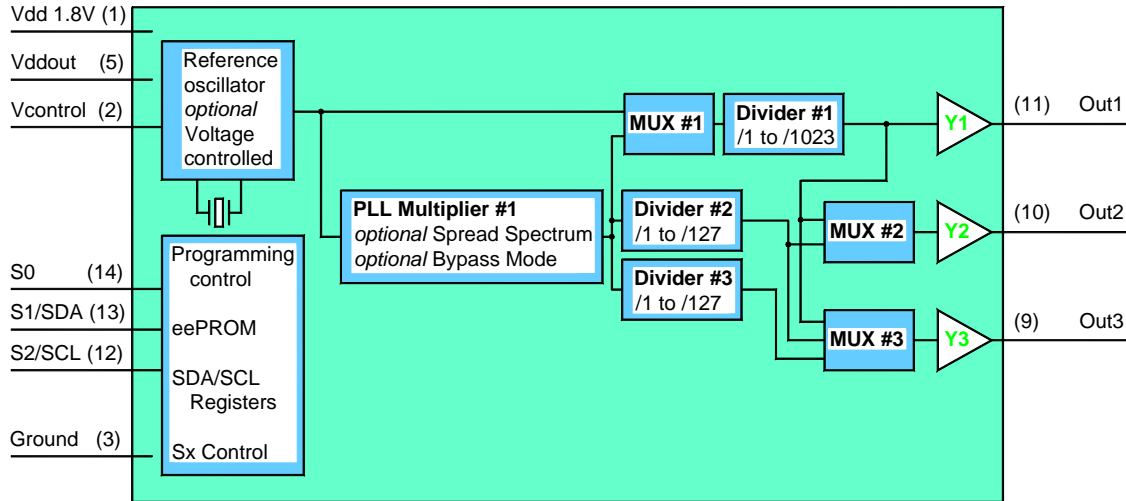 Vdd 1.8V (1)
Vddout (5)
Vcontrol (2)
Reference
oscillator
optional
Voltage
controlled
MUX #1
Divider #1
/1 to /1023
Y1
(11) Out1
PLL Multiplier #1
optional Spread Spectrum
optional Bypass Mode
Divider #2
/1 to /127
MUX #2
Y2
(10) Out2
Divider #3
/1 to /127
MUX #3
Y3
(9) Out3
S0 (14)
S1/SDA (13)
S2/SCL (12)
Ground (3)
Programming
control
eePROM
SDA/SCL
Registers
Sx Control